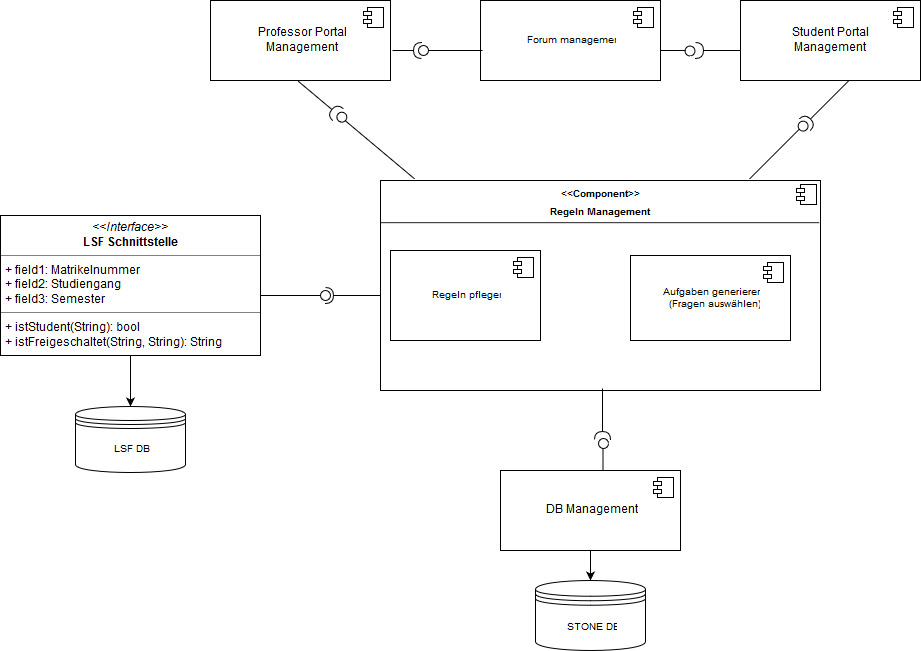 Professor Portal
Management
Forum managemer
Student Portal
Management
<<Component>>
Regeln Management
<<Interface>>
LSF Schnittstelle
+ field1: Matrikelnummer
+ field2: Studiengang
+ field3: Semester
+ istStudent(String): bool
+ istFreigeschaltet(String, String): String
Regeln pfleger
Aufgaben generierer
(Fragen auswählen)
LSF DB
DB Management
STONE DE